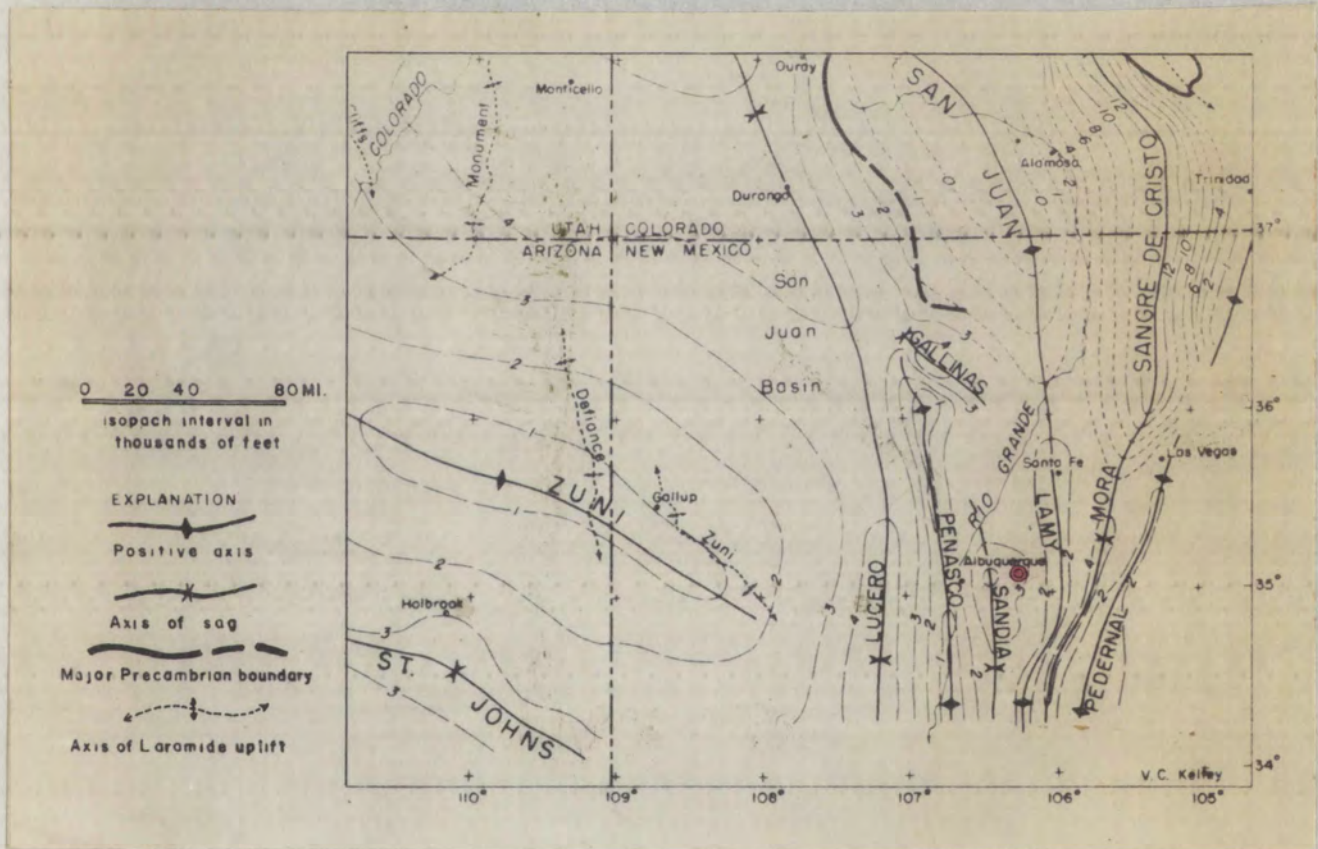 0 20 40 80 MI.
Isopach interval in
thousands of feet
EXPLANATION
Positive axis
Axis of sag
Major Precambrian boundary
Axis of Laramide uplift
Cliffs
COLORADO
Monument
Monticello
Ouray
SAN
JUAN
Alamosa
SANGRE DE CRISTO
Trinidad
Durango
UTAH COLORADO
ARIZONA NEW MEXICO
San
Juan
Basin
GALLINAS
RIO GRANDE
Santa Fe
Las Vegas
Defiance
ZUNI
Gallup
Zuni
LUCERO
PENASCO
SANDIA
Albuquerque
LAMY
MORA
PEDERNAL
Holbrook
ST. JOHNS
37°
36°
35°
34°
V.C. Kelley
110° 109° 108° 107° 106° 105°